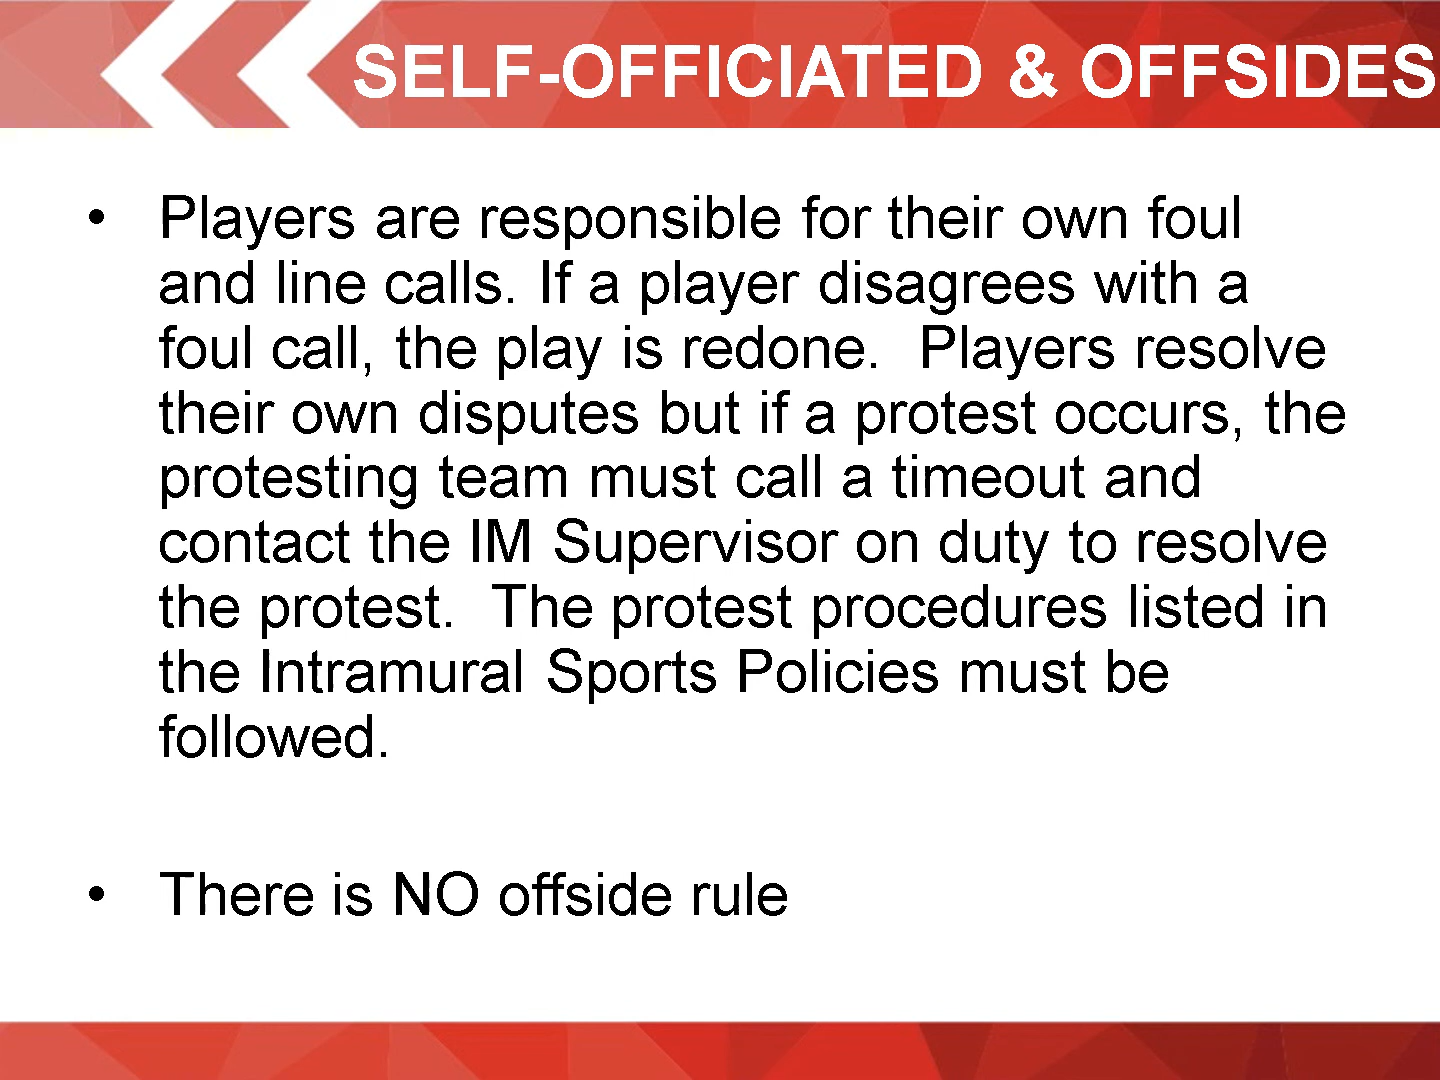 SELF-OFFICIATED & OFFSIDES
• Players are responsible for their own foul
and line calls. If a player disagrees with a
foul call, the play is redone.  Players resolve
their own disputes but if a protest occurs, the
protesting team must call a timeout and
contact the IM Supervisor on duty to resolve
the protest.  The protest procedures listed in
the Intramural Sports Policies must be
followed.
• There is NO offside rule